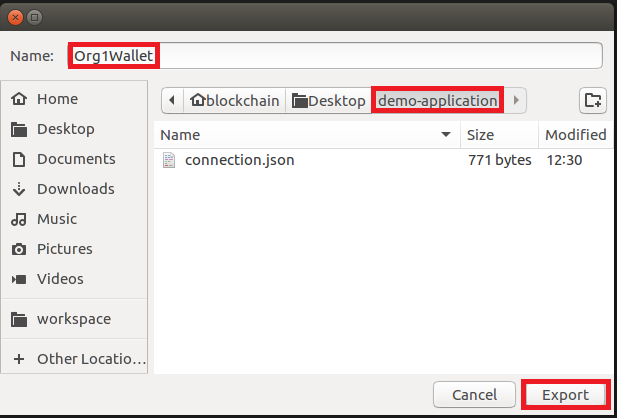 Name: Org1Wallet
blockchain Desktop demo-application
Home
Desktop
Documents
Downloads
Music
Pictures
Videos
workspace
Other Locatio...
Name Size Modified
connection.json 771 bytes 12:30
Cancel Export